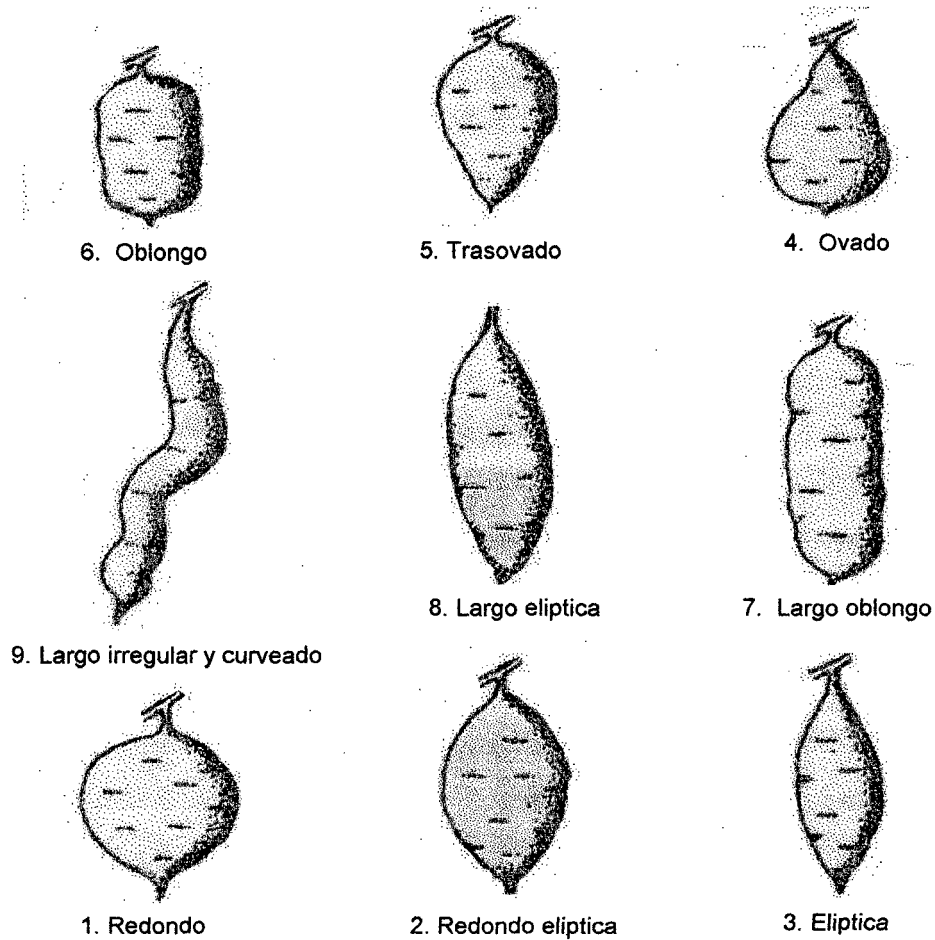 6. Oblongo
5. Trasovado
4. Ovado
9. Largo irregular y curveado
8. Largo eliptica
7. Largo oblongo
1. Redondo
2. Redondo eliptica
3. Eliptica